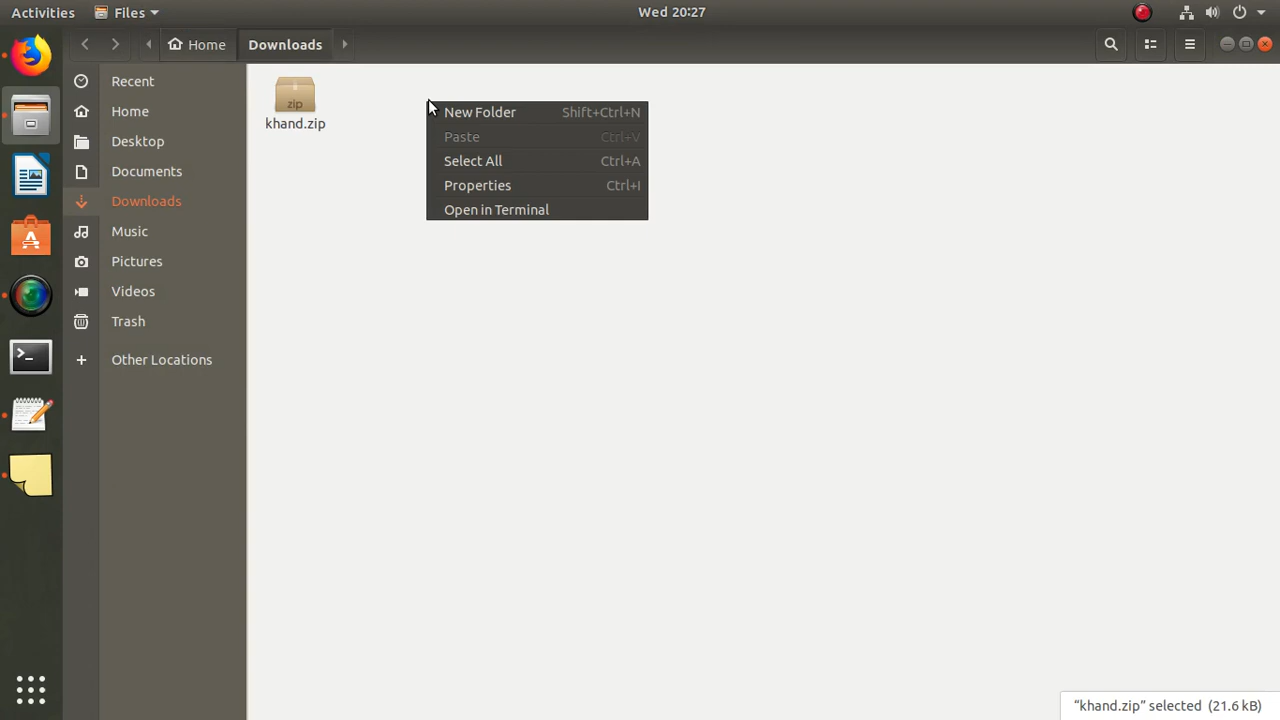 Activities Files Wed 20:27
Home Downloads
Recent
Home
Desktop
Documents
Downloads
Music
Pictures
Videos
Trash
Other Locations
zip
khand.zip
New Folder Shift+Ctrl+N
Paste Ctrl+V
Select All Ctrl+A
Properties Ctrl+I
Open in Terminal
“khand.zip” selected (21.6 kB)